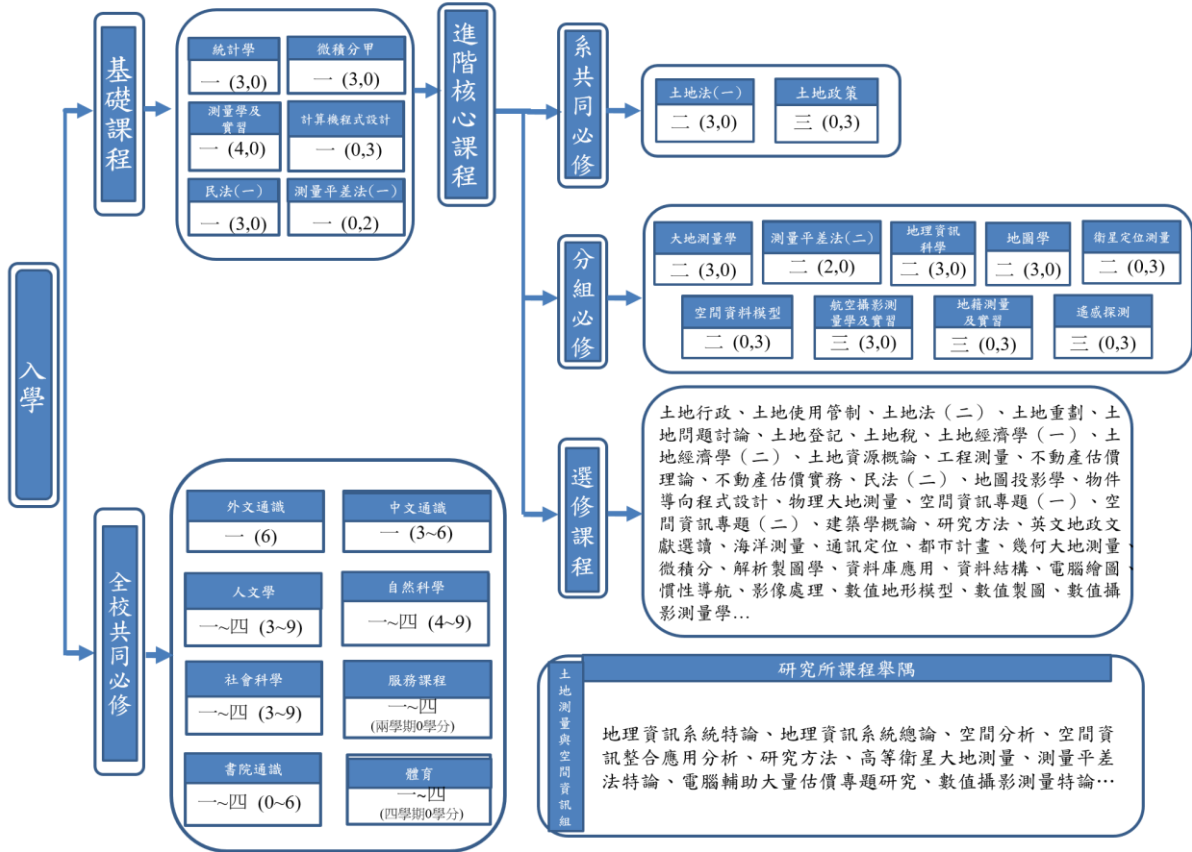 入學
基礎課程
統計學
一 (3,0)
微積分甲
一 (3,0)
測量學及
實習
一 (4,0)
計算機程式設計
一 (0,3)
民法(一)
一 (3,0)
測量平差法(一)
一 (0,2)
進階核心課程
系共同必修
土地法(一)
二 (3,0)
土地政策
三 (0,3)
分組必修
大地測量學
二 (3,0)
測量平差法(二)
二 (2,0)
地理資訊
科學
二 (3,0)
地圖學
二 (3,0)
衛星定位測量
二 (0,3)
空間資料模型
二 (0,3)
航空攝影測
量學及實習
三 (3,0)
地籍測量
及實習
三 (0,3)
遙感探測
三 (0,3)
選修課程
土地行政、土地使用管制、土地法（二）、土地重劃、土
地問題討論、土地登記、土地稅、土地經濟學（一）、土
地經濟學（二）、土地資源概論、工程測量、不動產估價
理論、不動產估價實務、民法（二）、地圖投影學、物件
導向程式設計、物理大地測量、空間資訊專題（一）、空
間資訊專題（二）、建築學概論、研究方法、英文地政文
獻選讀、海洋測量、通訊定位、都市計畫、幾何大地測量、
微積分、解析製圖學、資料庫應用、資料結構、電腦繪圖、
慣性導航、影像處理、數值地形模型、數值製圖、數值攝
影測量學…
全校共同必修
外文通識
一 (6)
中文通識
一 (3~6)
人文學
一~四 (3~9)
自然科學
一~四 (4~9)
社會科學
一~四 (3~9)
服務課程
一~四
(兩學期0學分)
書院通識
一~四 (0~6)
體育
一~四
(四學期0學分)
土地測量與空間資訊組
研究所課程舉隅
地理資訊系統特論、地理資訊系統總論、空間分析、空間資
訊整合應用分析、研究方法、高等衛星大地測量、測量平差
法特論、電腦輔助大量估價專題研究、數值攝影測量特論…